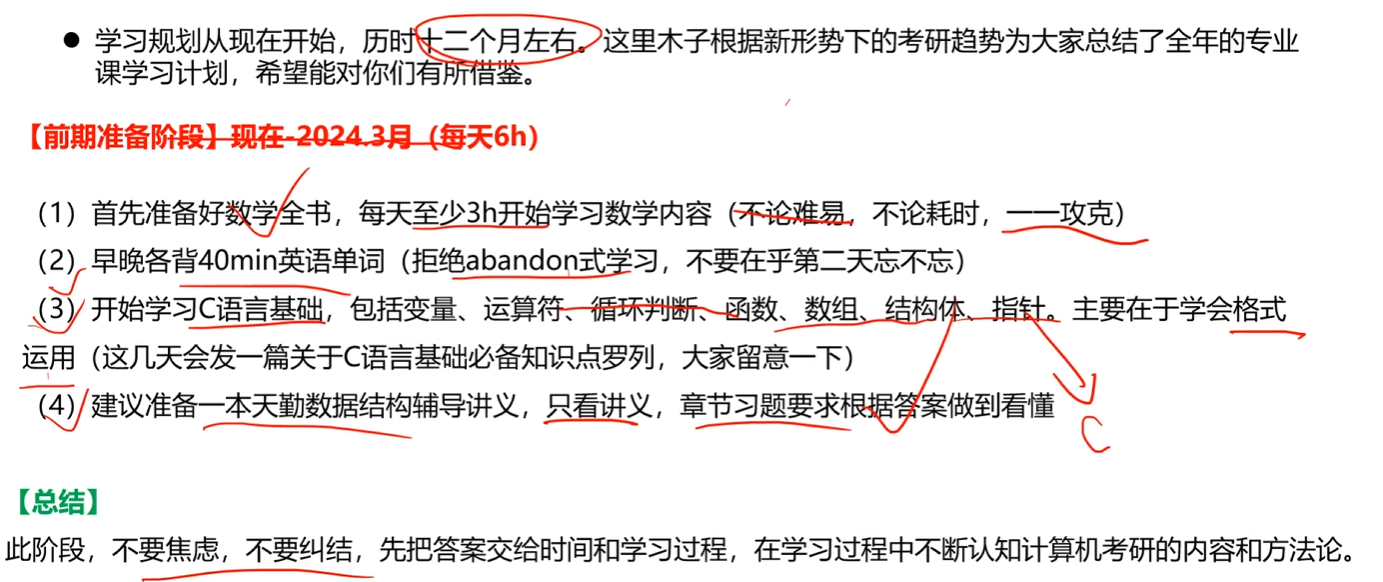 ● 学习规划从现在开始，历时十二个月左右。这里木子根据新形势下的考研趋势为大家总结了全年的专业
课学习计划，希望能对你们有所借鉴。
【前期准备阶段】现在-2024.3月（每天6h）
（1）首先准备好数学全书，每天至少3h开始学习数学内容（不论难易，不论耗时，一一攻克）
（2）早晚各背40min英语单词（拒绝abandon式学习，不要在乎第二天忘不忘）
（3）开始学习C语言基础，包括变量、运算符、循环判断、函数、数组、结构体、指针。主要在于学会格式
运用（这几天会发一篇关于C语言基础必备知识点罗列，大家留意一下）
（4）建议准备一本天勤数据结构辅导讲义，只看讲义，章节习题要求根据答案做到看懂
C
【总结】
此阶段，不要焦虑，不要纠结，先把答案交给时间和学习过程，在学习过程中不断认知计算机考研的内容和方法论。